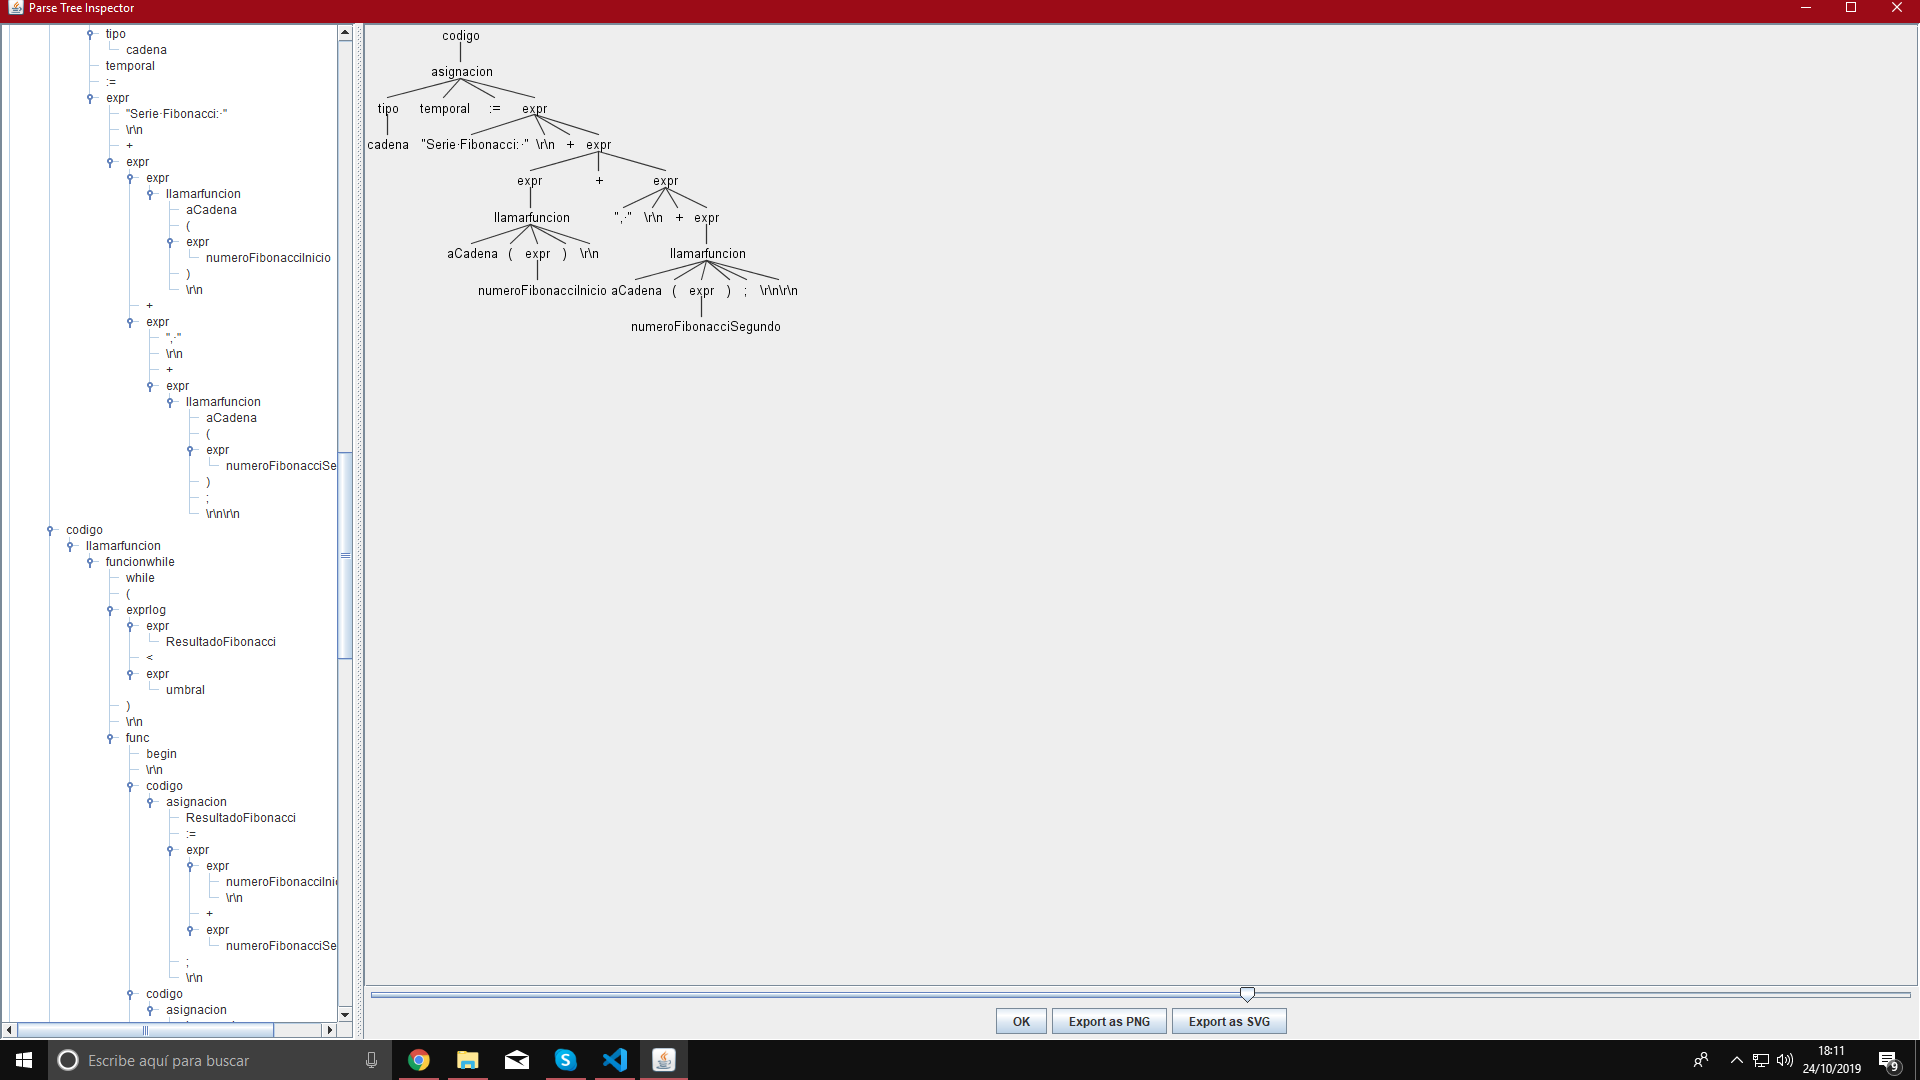 Parse Tree Inspector
tipo
cadena
temporal
:=
expr
"Serie·Fibonacci:·"
\r\n
+
expr
expr
llamarfuncion
aCadena
(
expr
numeroFibonacciInicio
)
\r\n
+
expr
",·"
\r\n
+
expr
llamarfuncion
aCadena
(
expr
numeroFibonacciSe
)
;
\r\n\r\n
codigo
llamarfuncion
funcionwhile
while
(
exprlog
expr
ResultadoFibonacci
<
expr
umbral
)
\r\n
func
begin
\r\n
codigo
asignacion
ResultadoFibonacci
:=
expr
expr
numeroFibonacciInic
\r\n
+
expr
numeroFibonacciSe
;
\r\n
codigo
asignacion
codigo
asignacion
tipo temporal := expr
cadena "Serie·Fibonacci:·" \r\n + expr
expr + expr
llamarfuncion ",·" \r\n + expr
aCadena ( expr ) \r\n llamarfuncion
numeroFibonacciInicio aCadena ( expr ) ; \r\n\r\n
numeroFibonacciSegundo
OK Export as PNG Export as SVG
Escribe aquí para buscar
18:11
24/10/2019
9